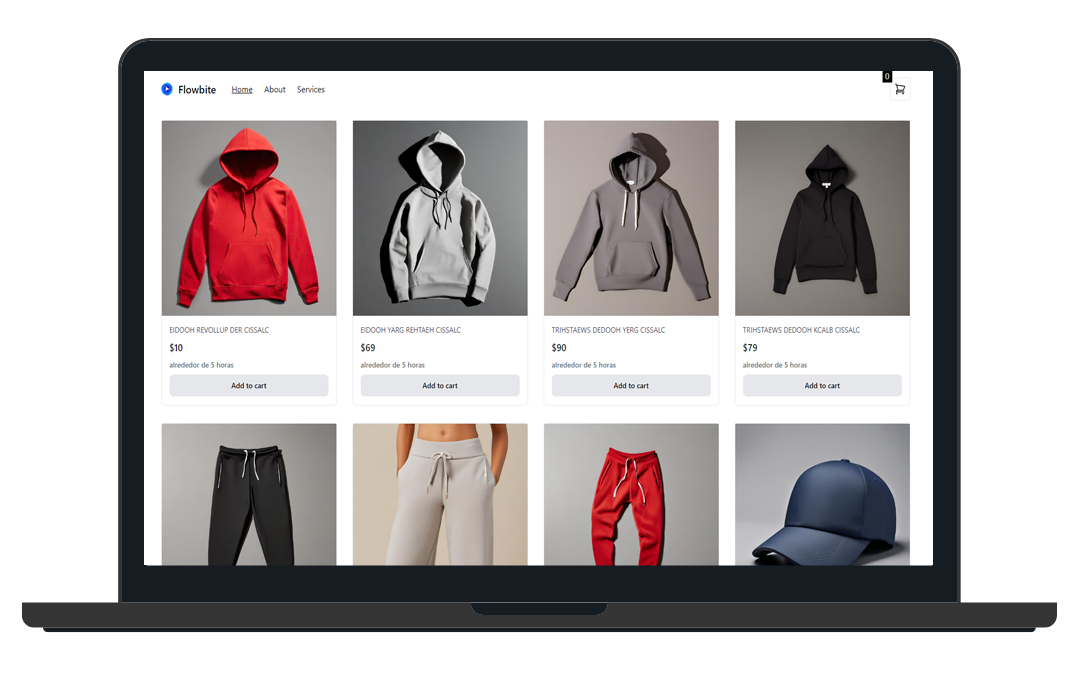 Flowbite Home About Services 0
EIDOOH REVOLLUP DER CISSALC
$10
alrededor de 5 horas
Add to cart
EIDOOH YARG REHTAEH CISSALC
$69
alrededor de 5 horas
Add to cart
TRIHSTAEWS DEDOOH YERG CISSALC
$90
alrededor de 5 horas
Add to cart
TRIHSTAEWS DEDOOH KCALB CISSALC
$79
alrededor de 5 horas
Add to cart